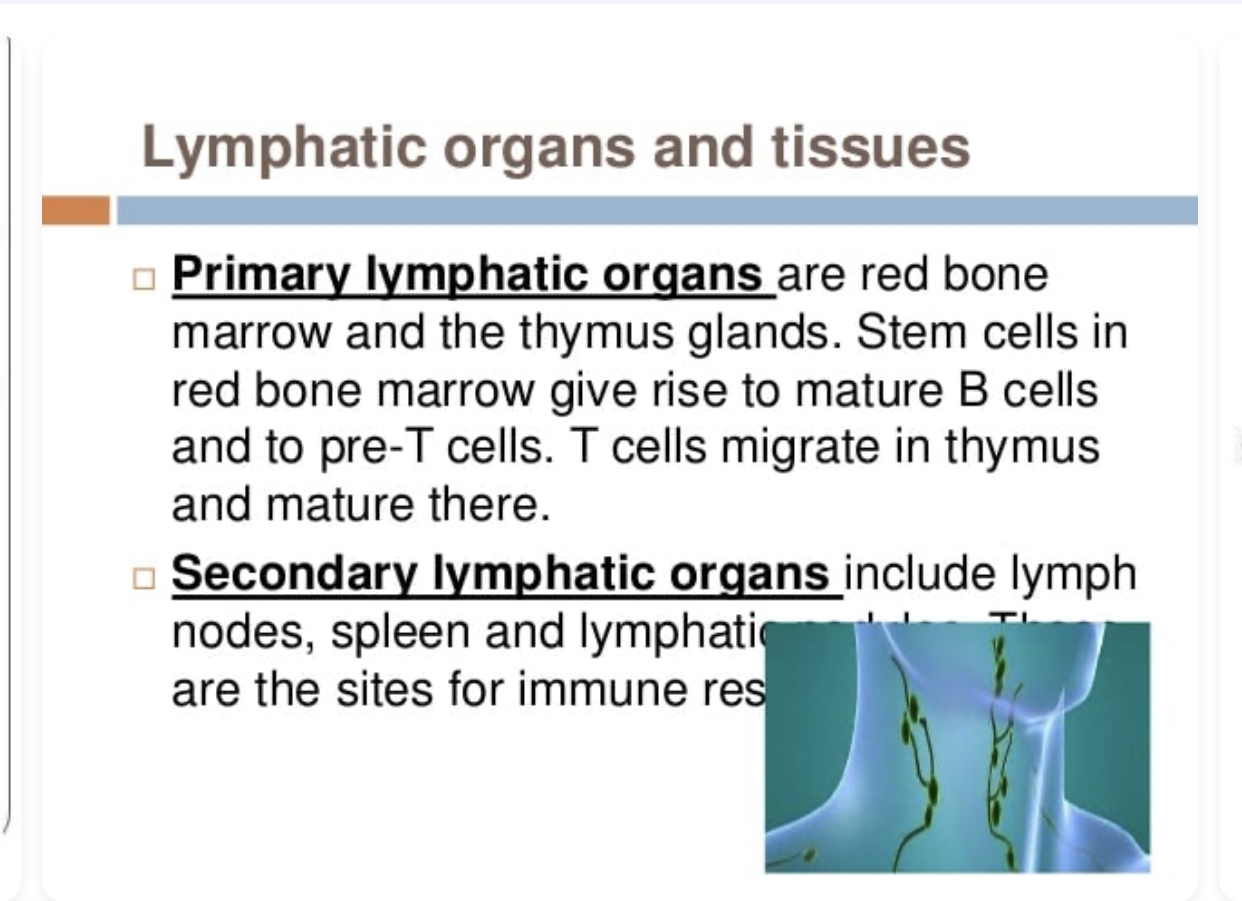 Lymphatic organs and tissues
Primary lymphatic organs are red bone
marrow and the thymus glands. Stem cells in
red bone marrow give rise to mature B cells
and to pre-T cells. T cells migrate in thymus
and mature there.
Secondary lymphatic organs include lymph
nodes, spleen and lymphatic
are the sites for immune res